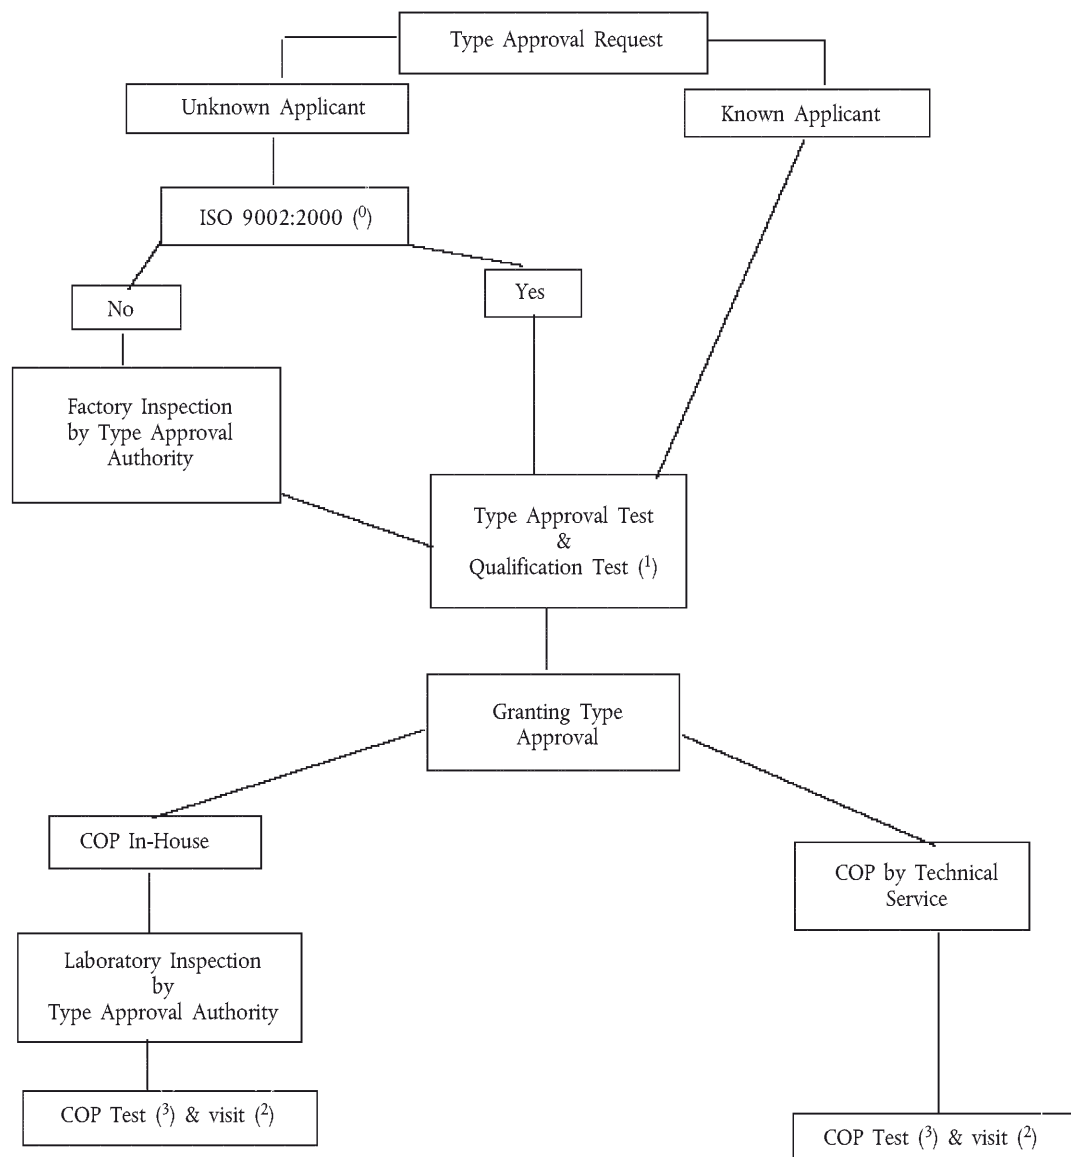 Type Approval Request
Unknown Applicant
Known Applicant
ISO 9002:2000 (⁰)
No
Yes
Factory Inspection
by Type Approval
Authority
Type Approval Test
&
Qualification Test (¹)
Granting Type
Approval
COP In-House
COP by Technical
Service
Laboratory Inspection
by
Type Approval Authority
COP Test (³) & visit (²)
COP Test (³) & visit (²)